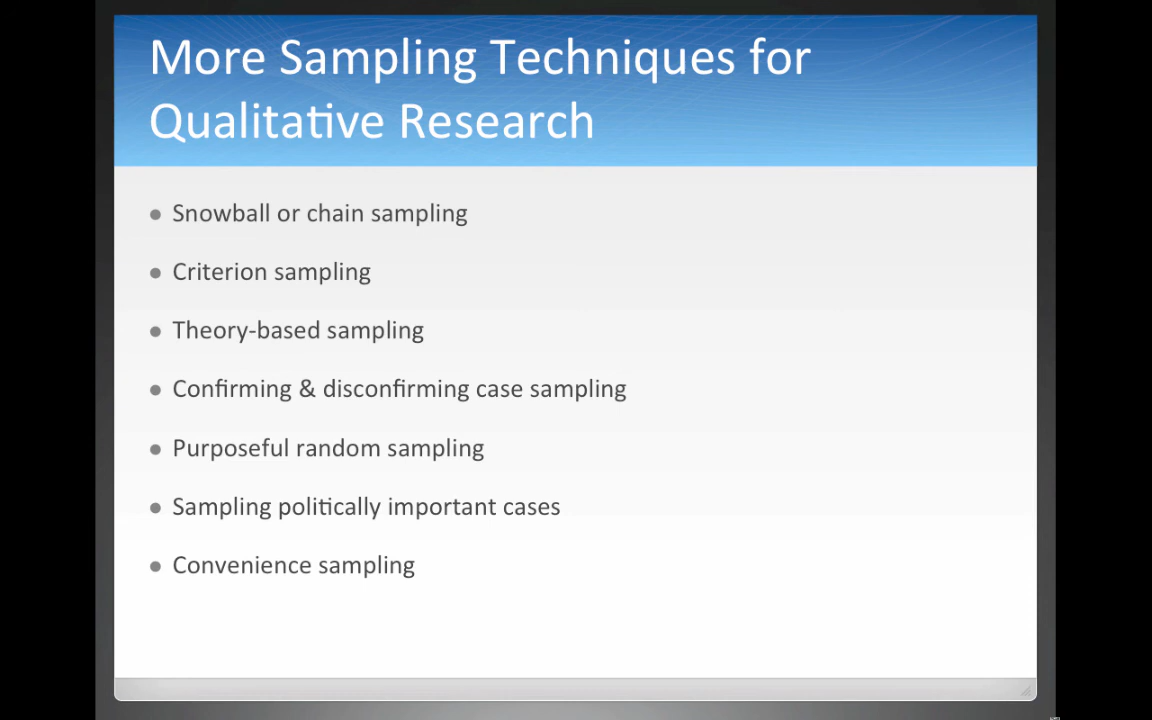 More Sampling Techniques for
Qualitative Research
• Snowball or chain sampling
• Criterion sampling
• Theory-based sampling
• Confirming & disconfirming case sampling
• Purposeful random sampling
• Sampling politically important cases
• Convenience sampling